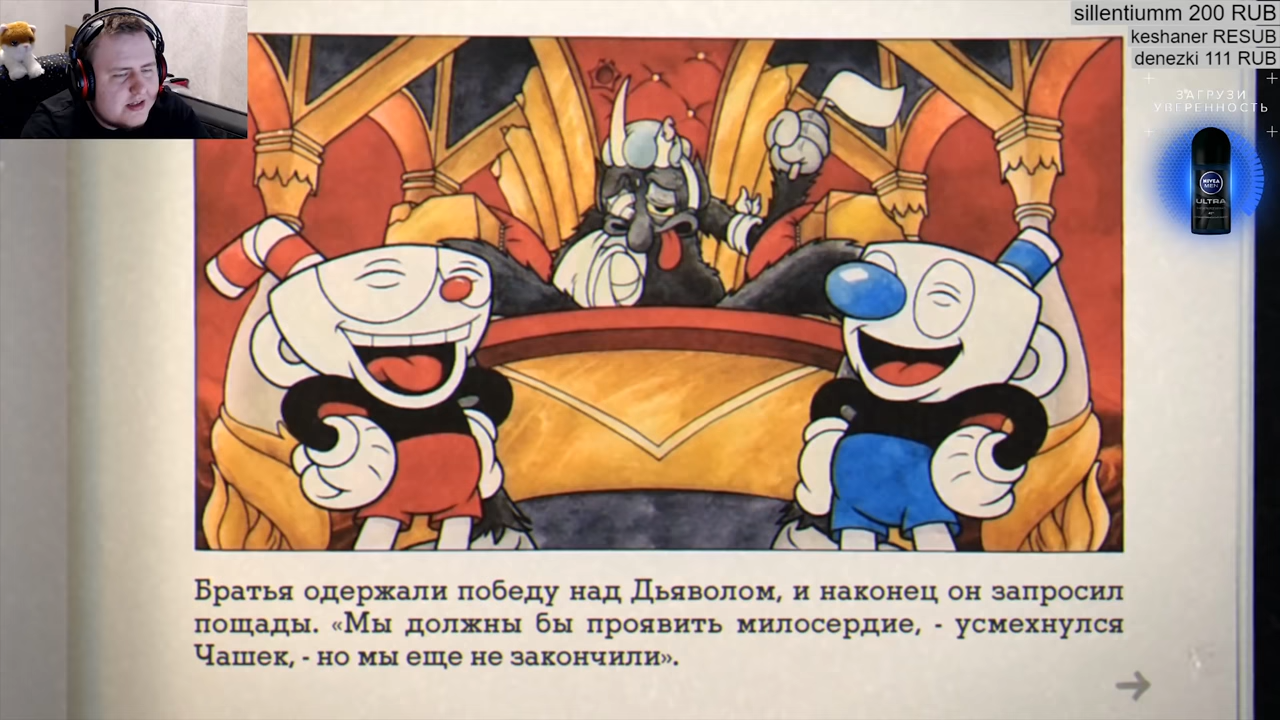 sillentiumm 200 RUB
keshaner RESUB
denezki 111 RUB
ЗАГРУЗИ
УВЕРЕННОСТЬ
NIVEA
MEN
ULTRA
Братья одержали победу над Дьяволом, и наконец он запросил
пощады. «Мы должны бы проявить милосердие, - усмехнулся
Чашек, - но мы еще не закончили».